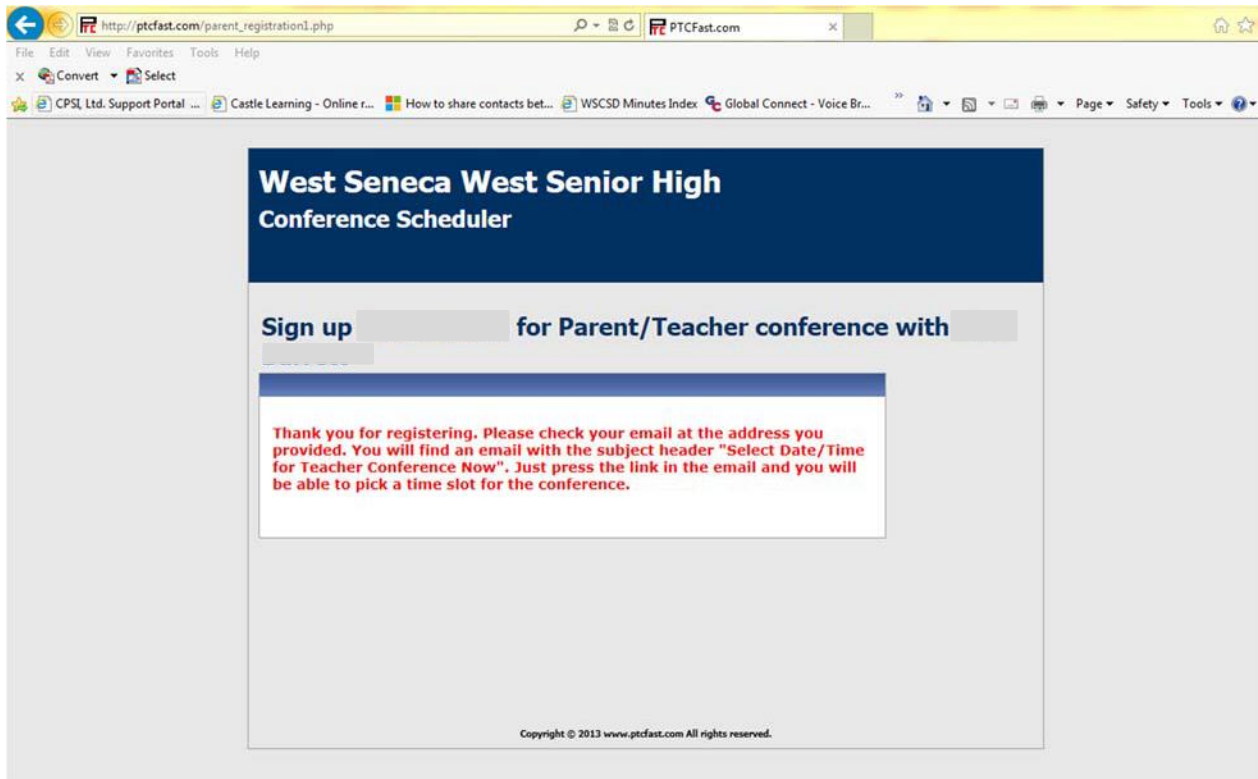 http://ptcfast.com/parent_registration1.php
PTCFast.com
File Edit View Favorites Tools Help
x Convert Select
CPSI, Ltd. Support Portal ... Castle Learning - Online r... How to share contacts bet... WSCSD Minutes Index Global Connect - Voice Br... » Page Safety Tools
West Seneca West Senior High
Conference Scheduler
Sign up for Parent/Teacher conference with
Thank you for registering. Please check your email at the address you
provided. You will find an email with the subject header "Select Date/Time
for Teacher Conference Now". Just press the link in the email and you will
be able to pick a time slot for the conference.
Copyright © 2013 www.ptcfast.com All rights reserved.